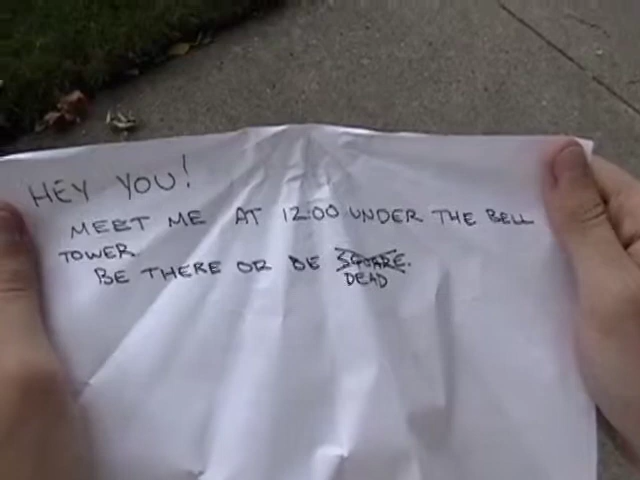 HEY YOU!
MEET ME AT 12:00 UNDER THE BELL
TOWER.
BE THERE OR BE SQUARE.
DEAD